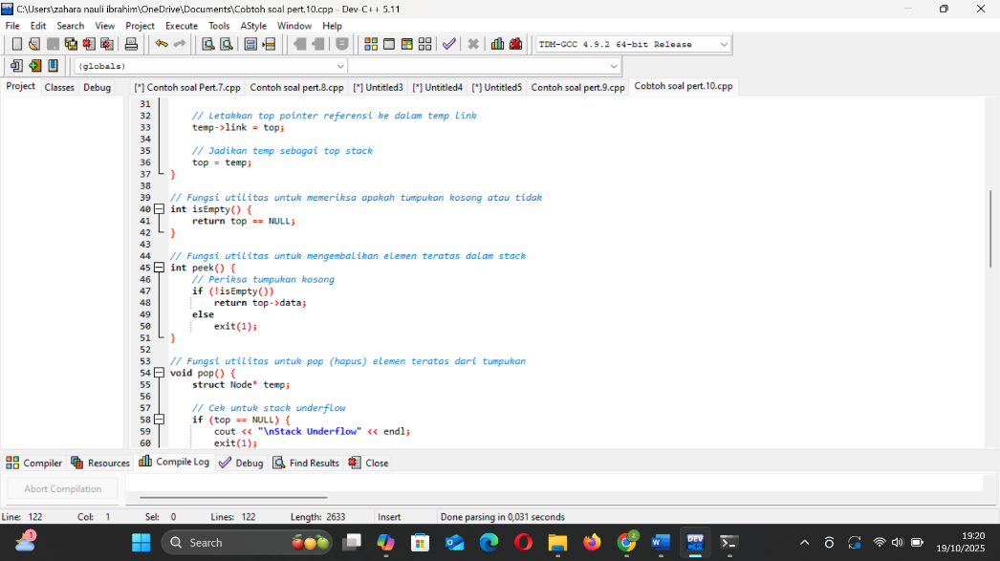 C:\Users\zahara nauli ibrahim\OneDrive\Documents\Cobtoh soal pert.10.cpp - Dev-C++ 5.11
File Edit Search View Project Execute Tools AStyle Window Help
TDM-GCC 4.9.2 64-bit Release
(globals)
Project Classes Debug
[*] Contoh soal Pert.7.cpp Contoh soal pert.8.cpp [*] Untitled3 [*] Untitled4 [*] Untitled5 Contoh soal pert.9.cpp Cobtoh soal pert.10.cpp
31
32 // Letakkan top pointer referensi ke dalam temp link
33 temp->link = top;
34
35 // Jadikan temp sebagai top stack
36 top = temp;
37 }
38
39 // Fungsi utilitas untuk memeriksa apakah tumpukan kosong atau tidak
40 int isEmpty() {
41 return top == NULL;
42 }
43
44 // Fungsi utilitas untuk mengembalikan elemen teratas dalam stack
45 int peek() {
46 // Periksa tumpukan kosong
47 if (!isEmpty())
48 return top->data;
49 else
50 exit(1);
51 }
52
53 // Fungsi utilitas untuk pop (hapus) elemen teratas dari tumpukan
54 void pop() {
55 struct Node* temp;
56
57 // Cek untuk stack underflow
58 if (top == NULL) {
59 cout << "\nStack Underflow" << endl;
60 exit(1);
Compiler Resources Compile Log Debug Find Results Close
Abort Compilation
Line: 122 Col: 1 Sel: 0 Lines: 122 Length: 2633 Insert Done parsing in 0,031 seconds
1
Search
2
DEV
19:20
19/10/2025